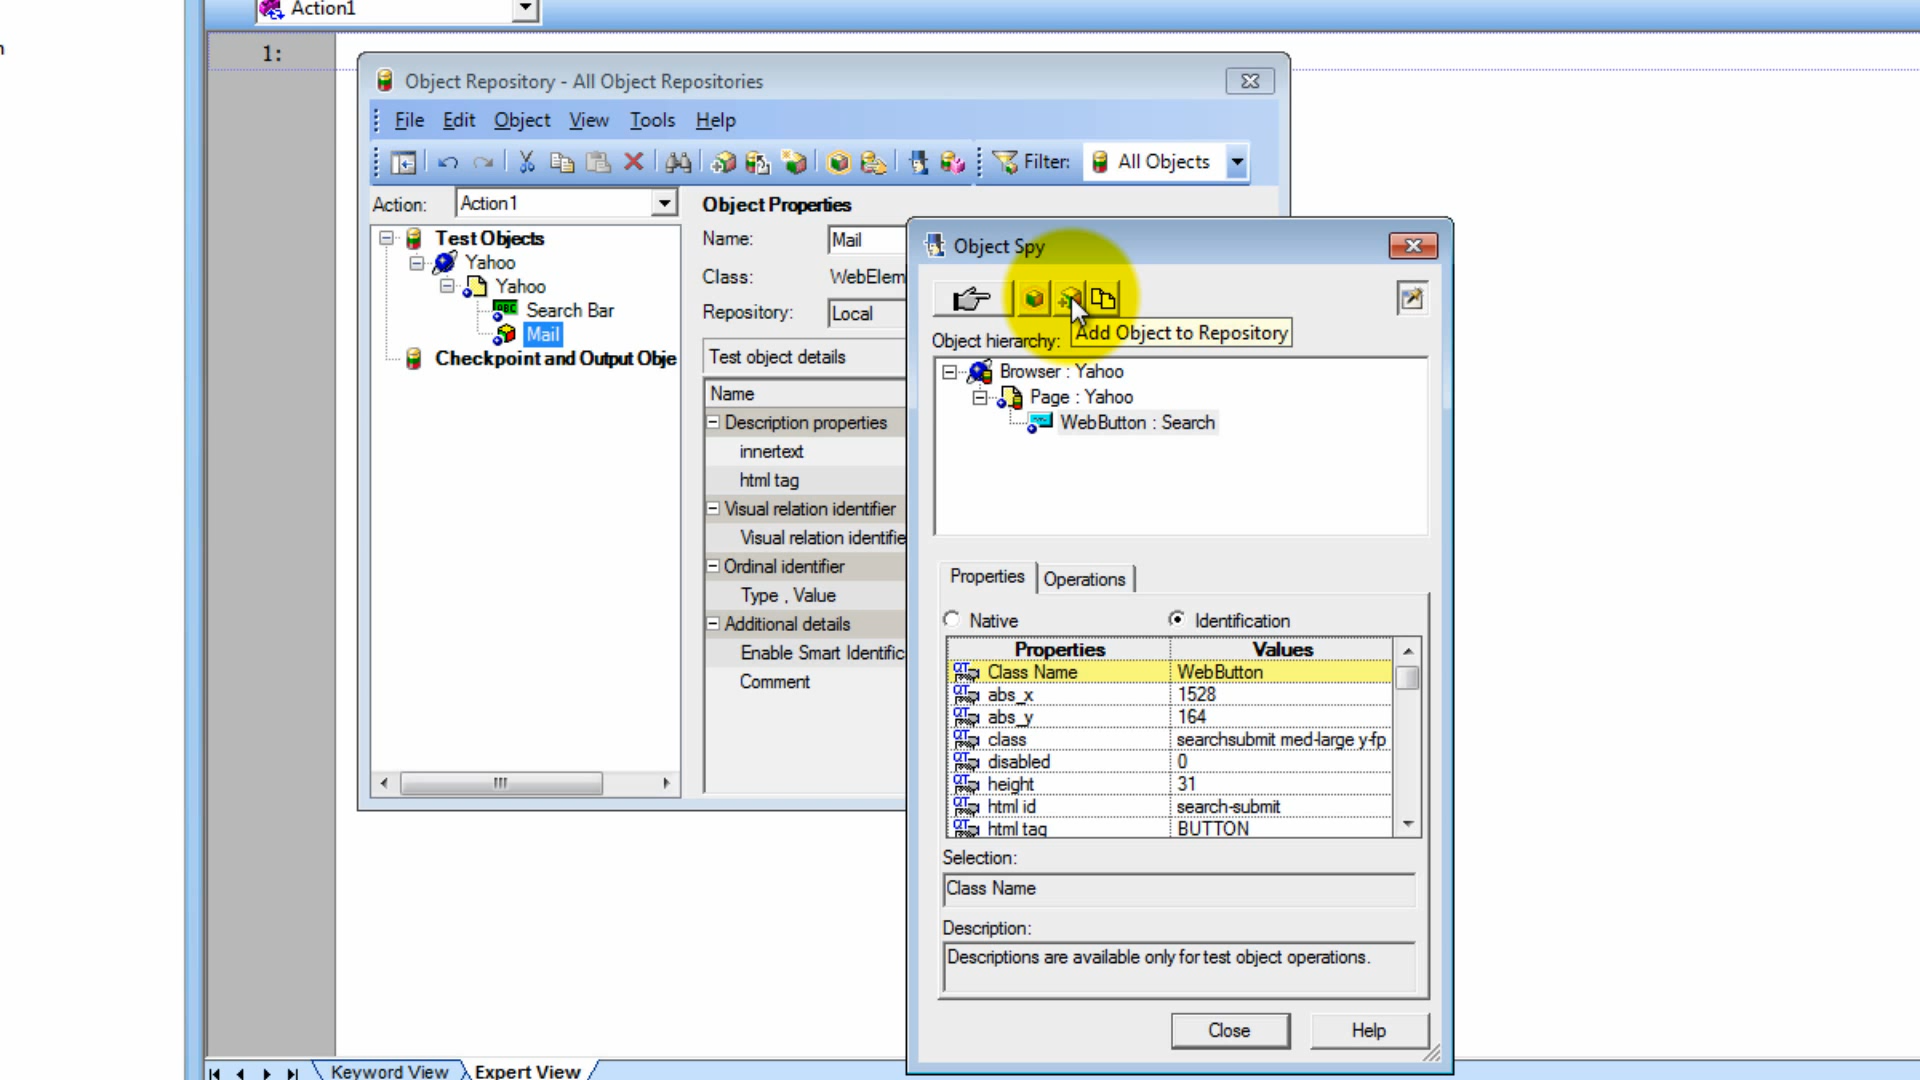 Action1
1:
Object Repository - All Object Repositories
File Edit Object View Tools Help
Filter: All Objects
Action: Action1
Test Objects
Yahoo
Yahoo
Search Bar
Mail
Checkpoint and Output Obje
Object Properties
Name: Mail
Class: WebElem
Repository: Local
Test object details
Name
Description properties
innertext
html tag
Visual relation identifier
Visual relation identifie
Ordinal identifier
Type , Value
Additional details
Enable Smart Identific
Comment
Object Spy
Add Object to Repository
Object hierarchy:
Browser : Yahoo
Page : Yahoo
WebButton : Search
Properties Operations
Native Identification
Properties Values
Class Name WebButton
abs_x 1528
abs_y 164
class searchsubmit med-large y-fp
disabled 0
height 31
html id search-submit
html tag BUTTON
Selection:
Class Name
Description:
Descriptions are available only for test object operations.
Close Help
Keyword View Expert View